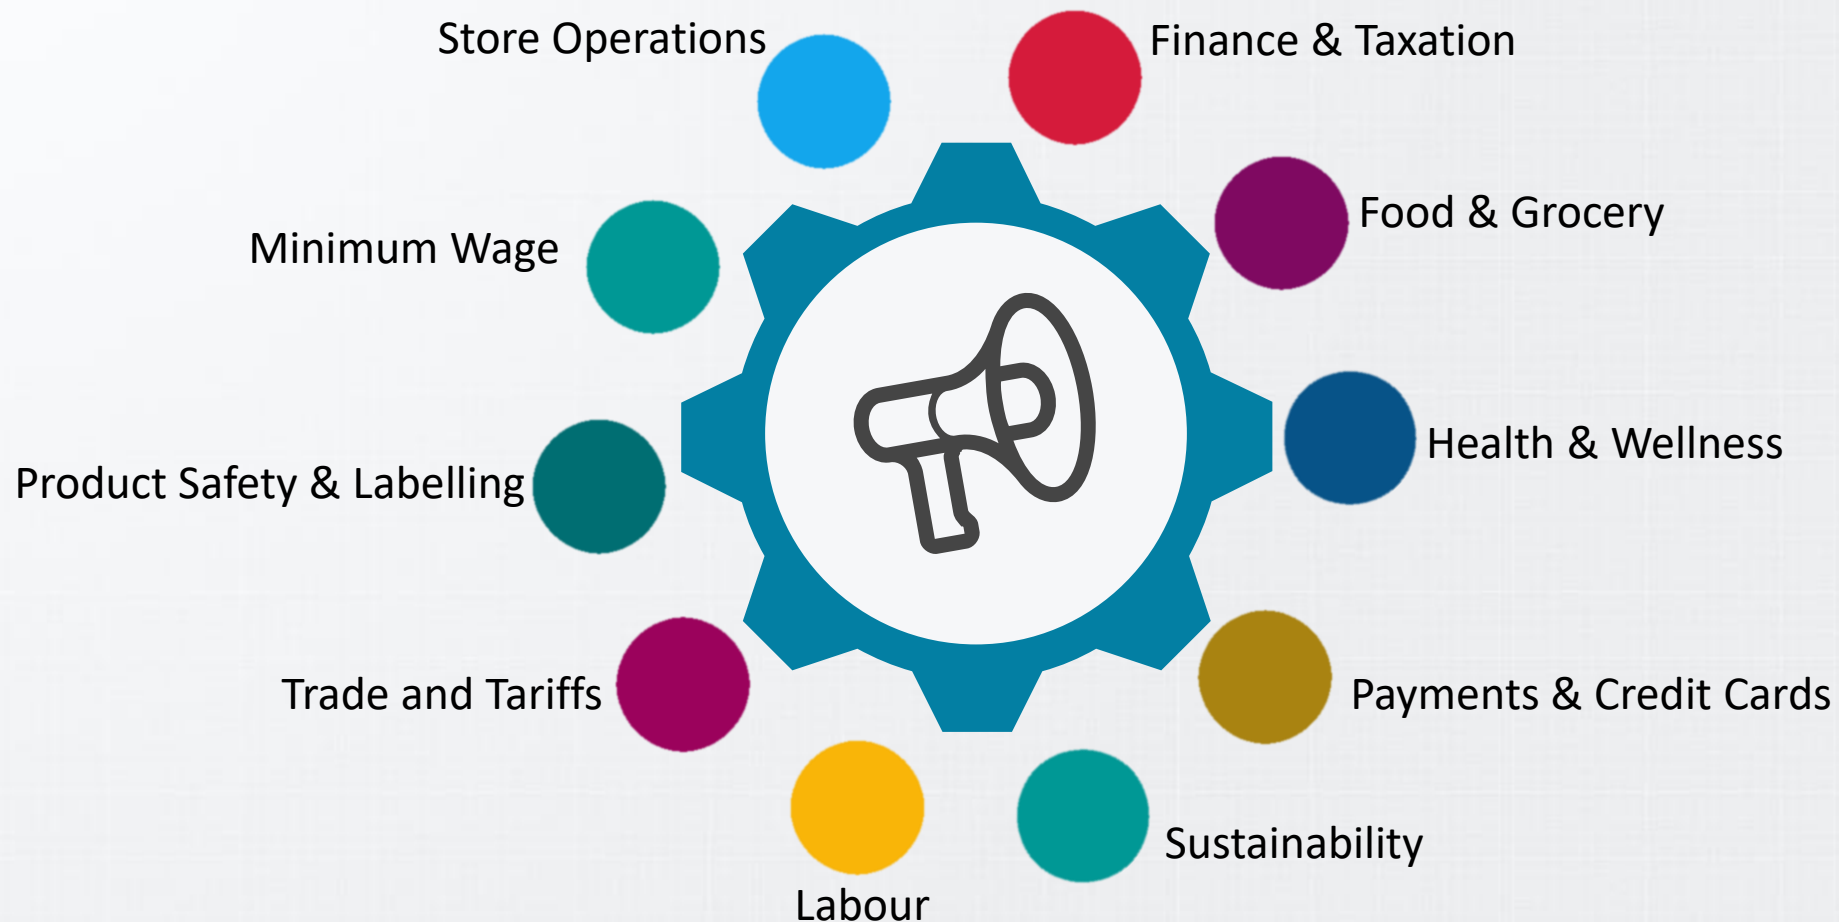 Store Operations
Finance & Taxation
Food & Grocery
Minimum Wage
Health & Wellness
Product Safety & Labelling
Trade and Tariffs
Payments & Credit Cards
Sustainability
Labour